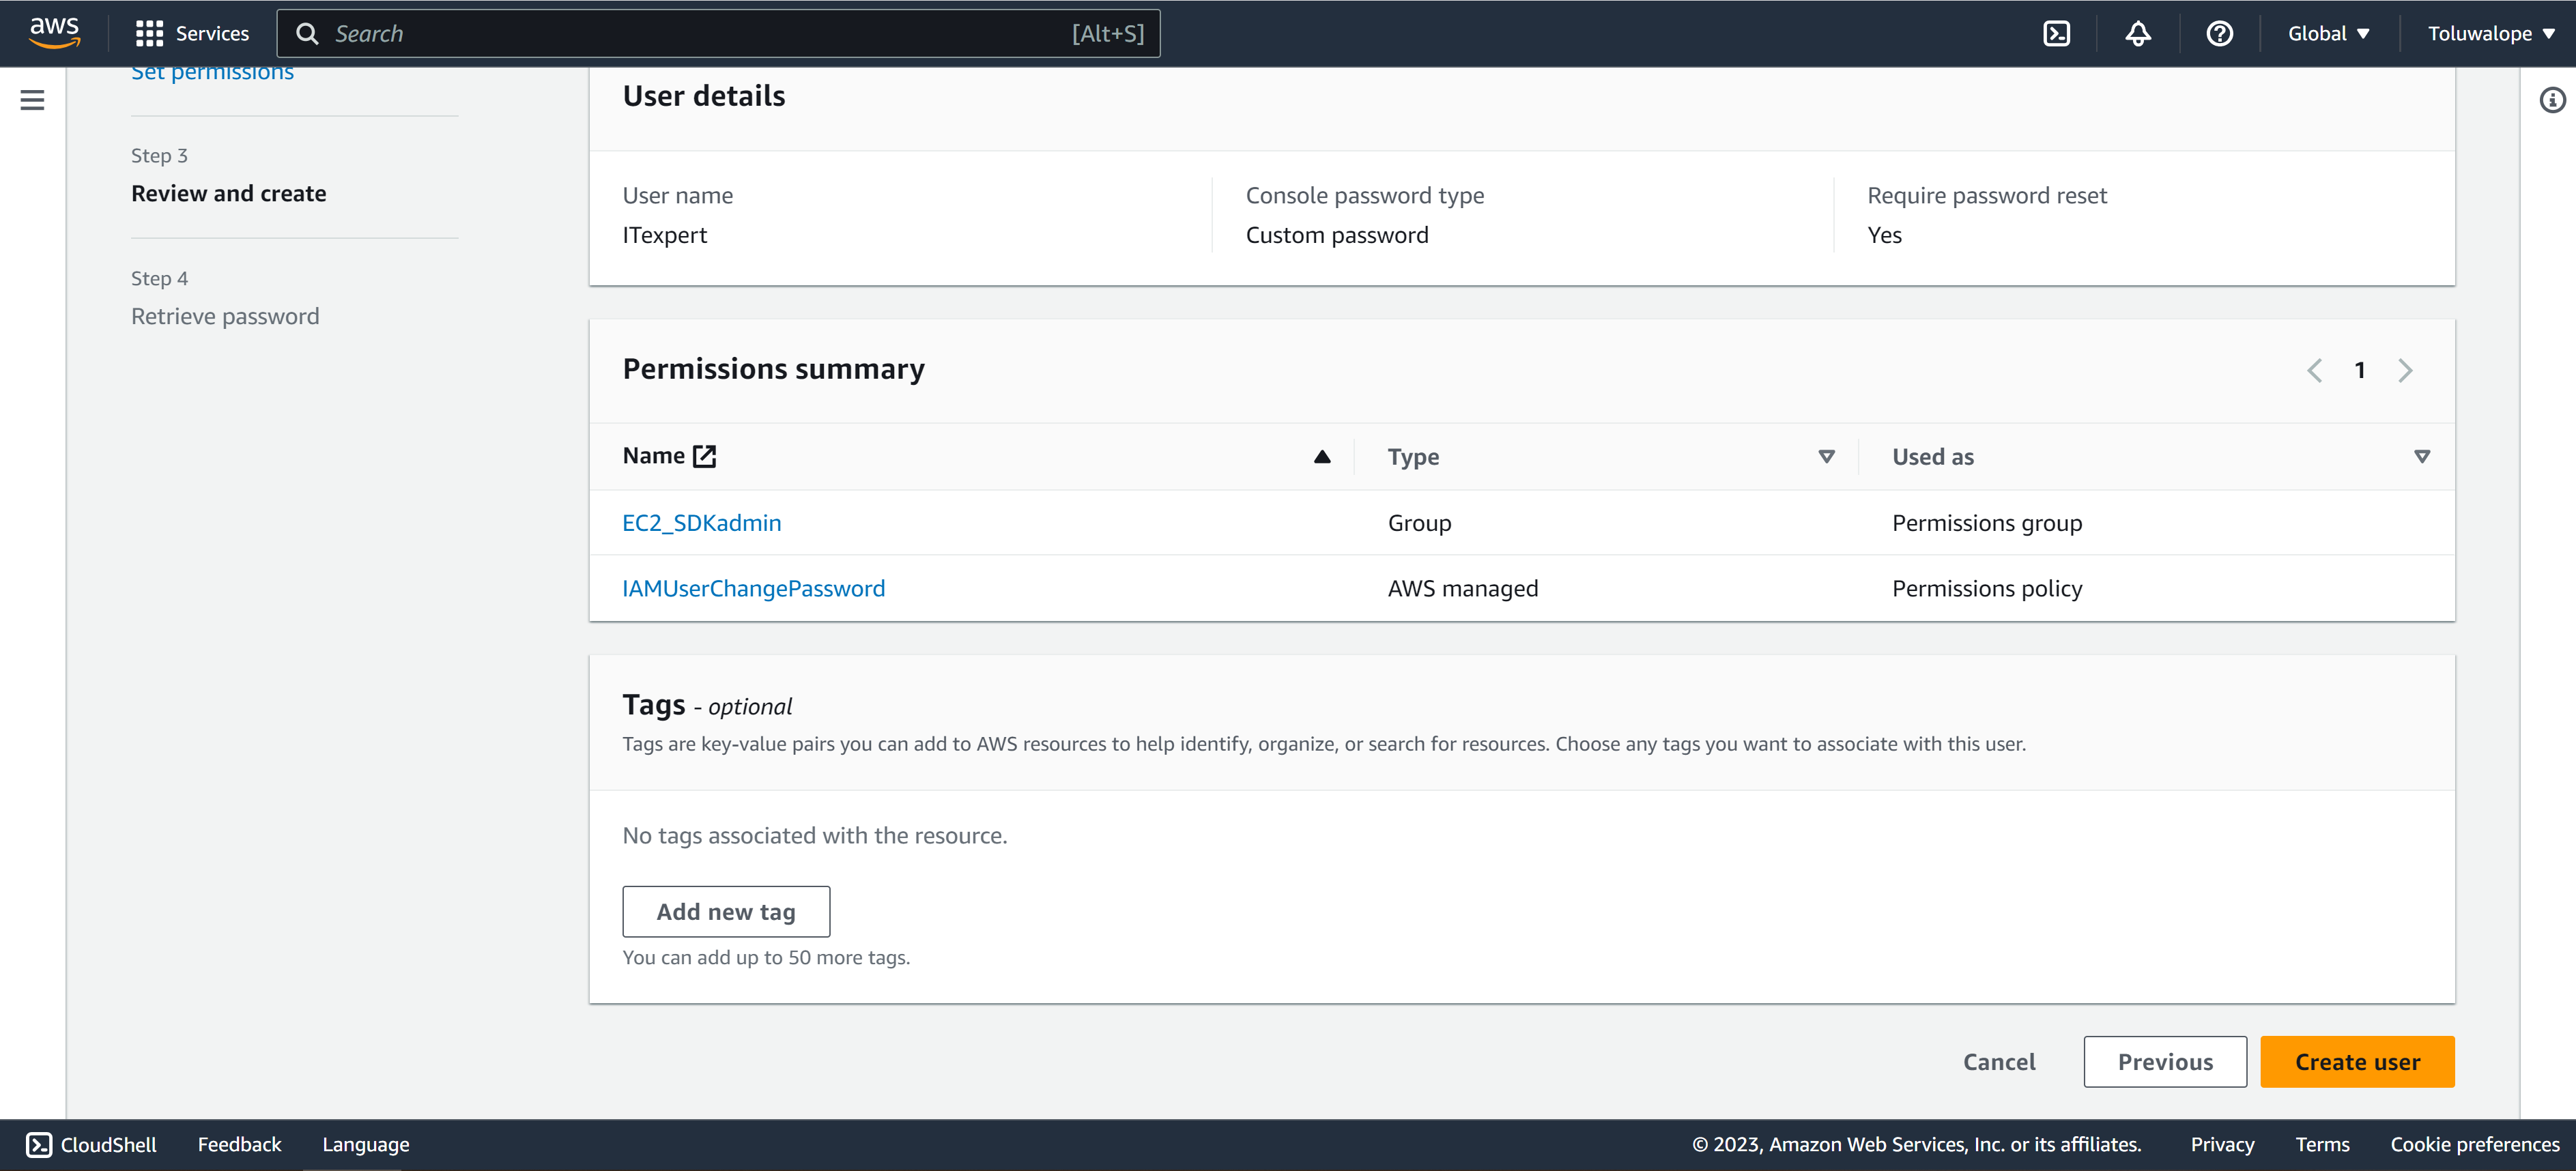 aws
Services
Search
[Alt+S]
Global
Toluwalope
Set permissions
Step 3
Review and create
Step 4
Retrieve password
User details
User name
ITexpert
Console password type
Custom password
Require password reset
Yes
Permissions summary
1
Name
Type
Used as
EC2_SDKadmin
Group
Permissions group
IAMUserChangePassword
AWS managed
Permissions policy
Tags - optional
Tags are key-value pairs you can add to AWS resources to help identify, organize, or search for resources. Choose any tags you want to associate with this user.
No tags associated with the resource.
Add new tag
You can add up to 50 more tags.
Cancel
Previous
Create user
CloudShell
Feedback
Language
© 2023, Amazon Web Services, Inc. or its affiliates.
Privacy
Terms
Cookie preferences